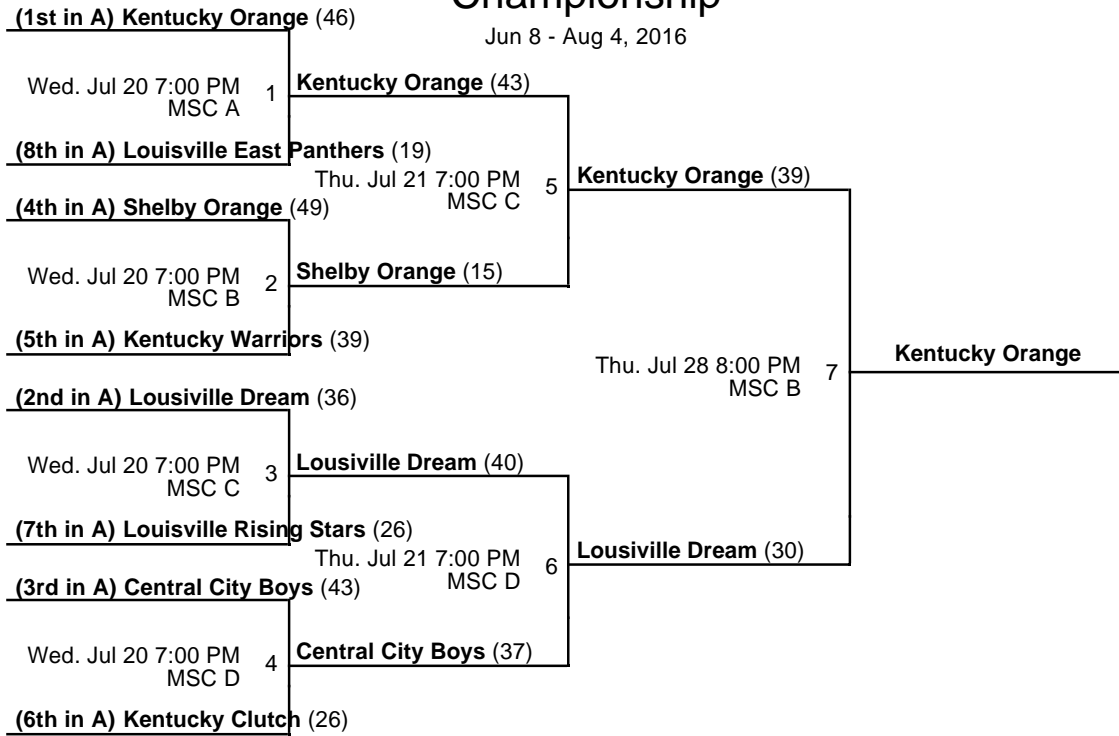 Championship
Jun 8 - Aug 4, 2016
(1st in A) Kentucky Orange (46)
Wed. Jul 20 7:00 PM 1
MSC A
Kentucky Orange (43)
(8th in A) Louisville East Panthers (19)
Thu. Jul 21 7:00 PM 5
MSC C
Kentucky Orange (39)
(4th in A) Shelby Orange (49)
Wed. Jul 20 7:00 PM 2
MSC B
Shelby Orange (15)
(5th in A) Kentucky Warriors (39)
Thu. Jul 28 8:00 PM 7
MSC B
Kentucky Orange
(2nd in A) Lousiville Dream (36)
Wed. Jul 20 7:00 PM 3
MSC C
Lousiville Dream (40)
(7th in A) Louisville Rising Stars (26)
Thu. Jul 21 7:00 PM 6
MSC D
Lousiville Dream (30)
(3rd in A) Central City Boys (43)
Wed. Jul 20 7:00 PM 4
MSC D
Central City Boys (37)
(6th in A) Kentucky Clutch (26)